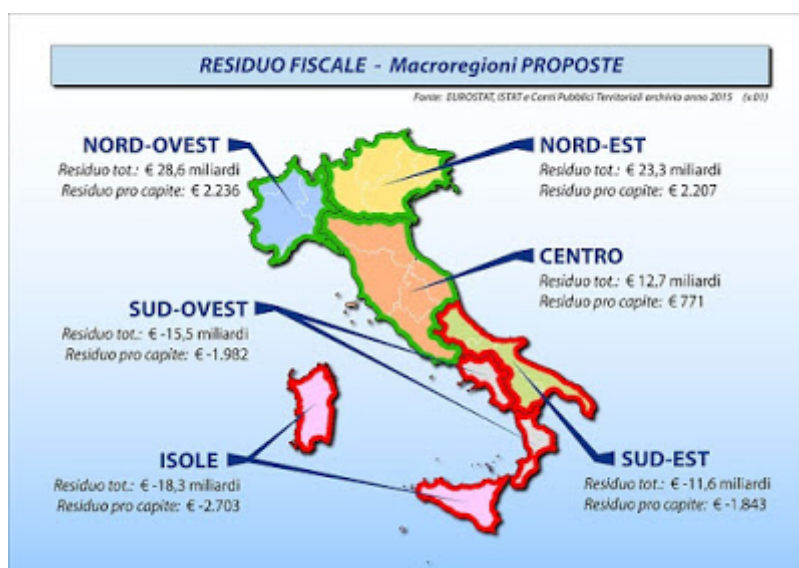 RESIDUO FISCALE - Macroregioni PROPOSTE
Fonte: EUROSTAT, ISTAT e Conti Pubblici Territoriali archivio anno 2015 (v.01)
NORD-OVEST
Residuo tot.: € 28,6 miliardi
Residuo pro capite: € 2.236
NORD-EST
Residuo tot.: € 23,3 miliardi
Residuo pro capite: € 2.207
CENTRO
Residuo tot.: € 12,7 miliardi
Residuo pro capite: € 771
SUD-OVEST
Residuo tot.: € -15,5 miliardi
Residuo pro capite: € -1.982
ISOLE
Residuo tot.: € -18,3 miliardi
Residuo pro capite: € -2.703
SUD-EST
Residuo tot.: € -11,6 miliardi
Residuo pro capite: € -1.843